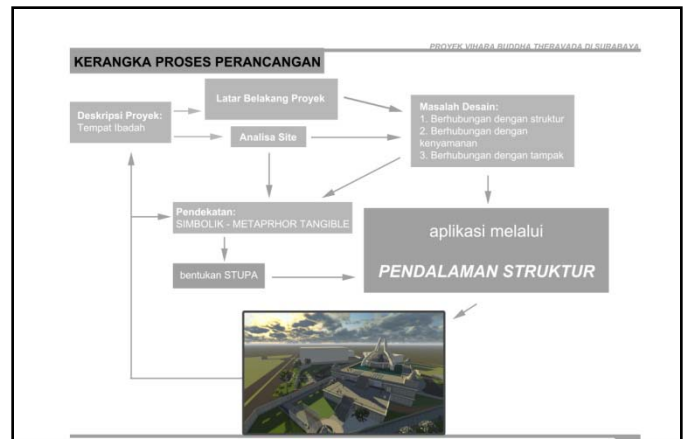 PROYEK VIHARA BUDDHA THERAVADA DI SURABAYA
KERANGKA PROSES PERANCANGAN
Latar Belakang Proyek
Deskripsi Proyek:
Tempat Ibadah
Analisa Site
Masalah Desain:
1. Berhubungan dengan struktur
2. Berhubungan dengan
kenyamanan
3. Berhubungan dengan tampak
Pendekatan:
SIMBOLIK - METAPRHOR TANGIBLE
bentukan STUPA
aplikasi melalui
PENDALAMAN STRUKTUR